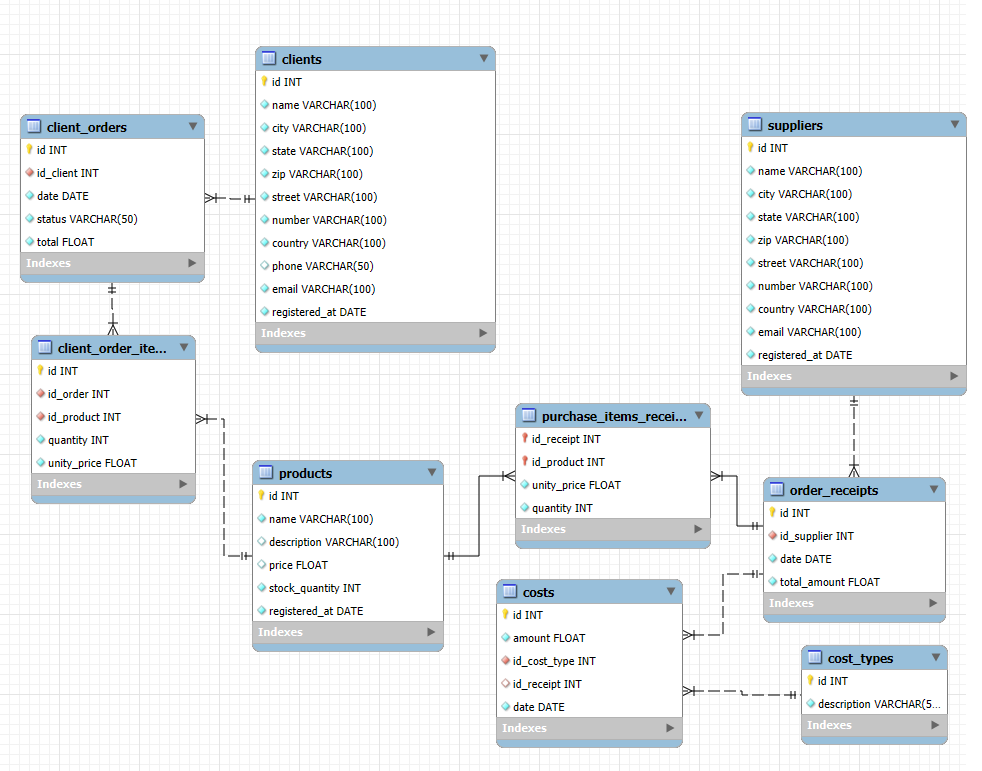 clients
id INT
name VARCHAR(100)
city VARCHAR(100)
state VARCHAR(100)
zip VARCHAR(100)
street VARCHAR(100)
number VARCHAR(100)
country VARCHAR(100)
phone VARCHAR(50)
email VARCHAR(100)
registered_at DATE
Indexes
client_orders
id INT
id_client INT
date DATE
status VARCHAR(50)
total FLOAT
Indexes
suppliers
id INT
name VARCHAR(100)
city VARCHAR(100)
state VARCHAR(100)
zip VARCHAR(100)
street VARCHAR(100)
number VARCHAR(100)
country VARCHAR(100)
email VARCHAR(100)
registered_at DATE
Indexes
client_order_ite...
id INT
id_order INT
id_product INT
quantity INT
unity_price FLOAT
Indexes
purchase_items_recei...
id_receipt INT
id_product INT
unity_price FLOAT
quantity INT
Indexes
products
id INT
name VARCHAR(100)
description VARCHAR(100)
price FLOAT
stock_quantity INT
registered_at DATE
Indexes
order_receipts
id INT
id_supplier INT
date DATE
total_amount FLOAT
Indexes
costs
id INT
amount FLOAT
id_cost_type INT
id_receipt INT
date DATE
Indexes
cost_types
id INT
description VARCHAR(5...
Indexes